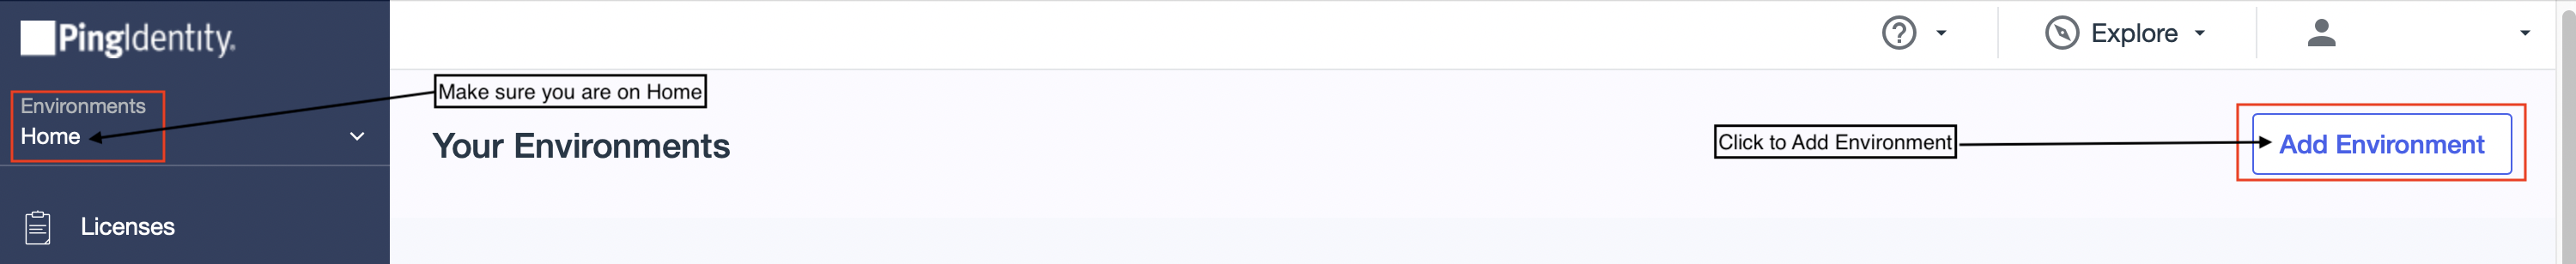 PingIdentity.
Explore
Environments
Home
Make sure you are on Home
Your Environments
Click to Add Environment
Add Environment
Licenses